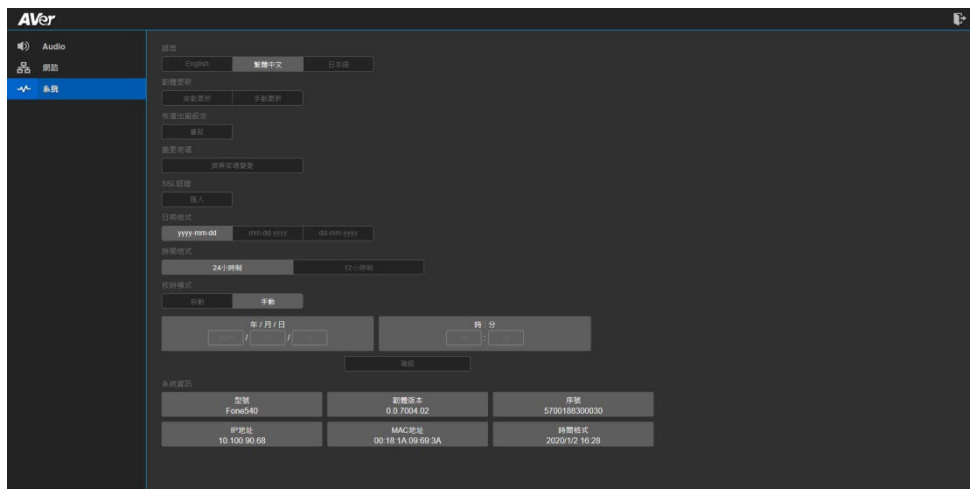 AVer
Audio
網路
系統
語言
English 繁體中文 日本語
韌體更新
自動更新 手動更新
恢復出廠設定
重設
變更密碼
SSL認證
匯入
日期格式
yyyy-mm-dd mm-dd-yyyy dd-mm-yyyy
時間格式
24小時制 12小時制
校時模式
自動 手動
年 / 月 / 日 時 : 分
/ / :
確認
系統資訊
型號 韌體版本 序號
Fone540 0.0.7004.02 5700188300030
IP地址 MAC地址 時間格式
10.100.90.68 00:18:1A:09:69:3A 2020/1/2 16:28